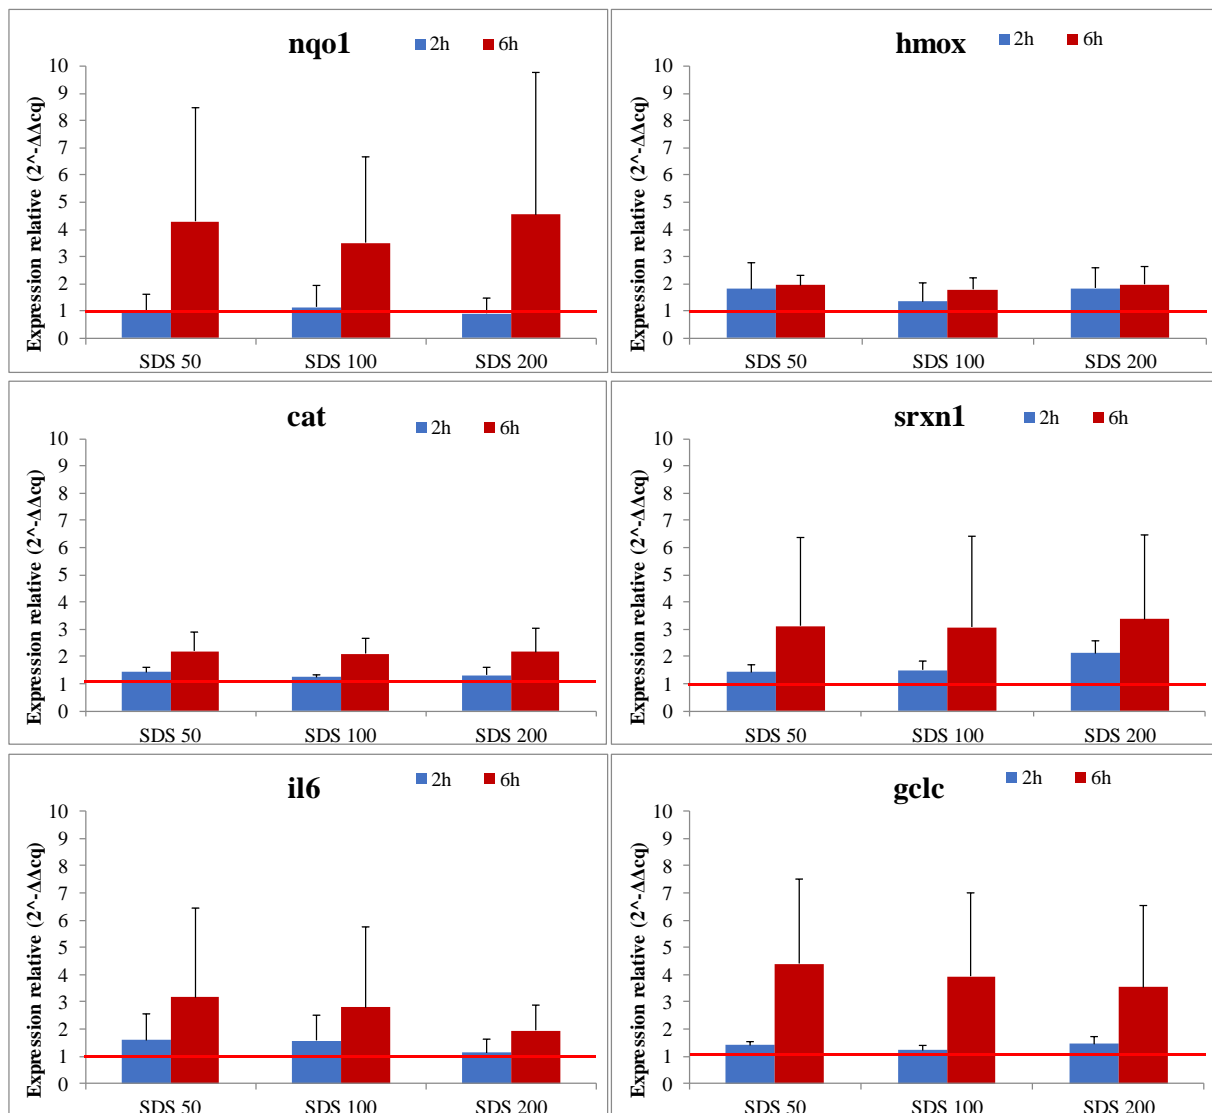 nqo1
2h 6h
Expression relative (2^-ΔΔcq)
10
9
8
7
6
5
4
3
2
1
0
SDS 50 SDS 100 SDS 200
hmox
2h 6h
Expression relative (2^-ΔΔcq)
10
9
8
7
6
5
4
3
2
1
0
SDS 50 SDS 100 SDS 200
cat
2h 6h
Expression relative (2^-ΔΔcq)
10
9
8
7
6
5
4
3
2
1
0
SDS 50 SDS 100 SDS 200
srxn1
2h 6h
Expression relative (2^-ΔΔcq)
10
9
8
7
6
5
4
3
2
1
0
SDS 50 SDS 100 SDS 200
il6
2h 6h
Expression relative (2^-ΔΔcq)
10
9
8
7
6
5
4
3
2
1
0
SDS 50 SDS 100 SDS 200
gclc
2h 6h
Expression relative (2^-ΔΔcq)
10
9
8
7
6
5
4
3
2
1
0
SDS 50 SDS 100 SDS 200